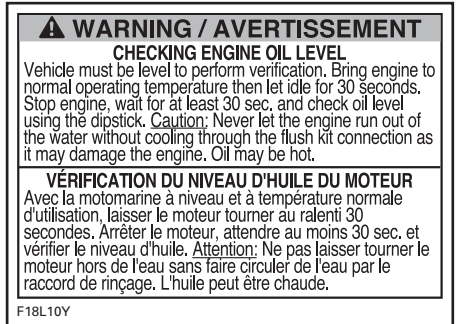 WARNING / AVERTISSEMENT
CHECKING ENGINE OIL LEVEL
Vehicle must be level to perform verification. Bring engine to
normal operating temperature then let idle for 30 seconds.
Stop engine, wait for at least 30 sec. and check oil level
using the dipstick. Caution: Never let the engine run out of
the water without cooling through the flush kit connection as
it may damage the engine. Oil may be hot.
VÉRIFICATION DU NIVEAU D'HUILE DU MOTEUR
Avec la motomarine à niveau et à température normale
d'utilisation, laisser le moteur tourner au ralenti 30
secondes. Arrêter le moteur, attendre au moins 30 sec. et
vérifier le niveau d'huile. Attention: Ne pas laisser tourner le
moteur hors de l'eau sans faire circuler de l'eau par le
raccord de rinçage. L'huile peut être chaude.
F18L10Y